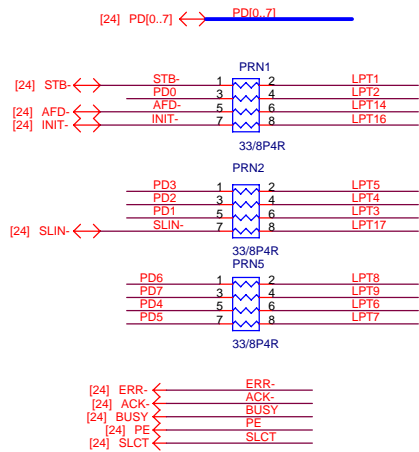 [24] PD[0..7] PD[0..7]
PRN1
[24] STB- STB- 1 2 LPT1
PD0 3 4 LPT2
[24] AFD- AFD- 5 6 LPT14
[24] INIT- INIT- 7 8 LPT16
33/8P4R
PRN2
PD3 1 2 LPT5
PD2 3 4 LPT4
PD1 5 6 LPT3
[24] SLIN- SLIN- 7 8 LPT17
33/8P4R
PRN5
PD6 1 2 LPT8
PD7 3 4 LPT9
PD4 5 6 LPT6
PD5 7 8 LPT7
33/8P4R
[24] ERR- ERR-
[24] ACK- ACK-
[24] BUSY BUSY
[24] PE PE
[24] SLCT SLCT